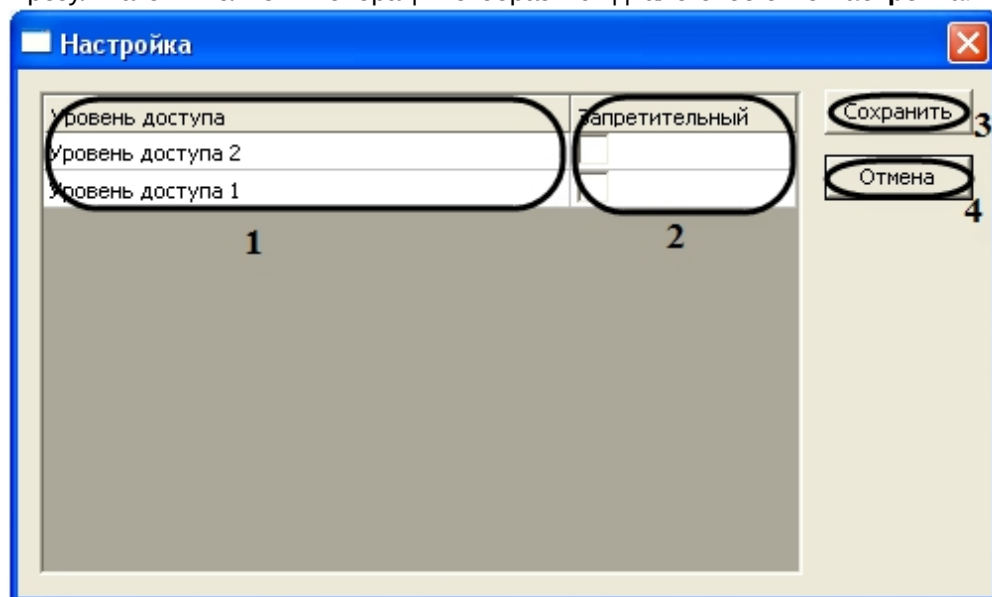 Настройка
Уровень доступа Запретительный
Уровень доступа 2
Уровень доступа 1
Сохранить
3
Отмена
4
1 2